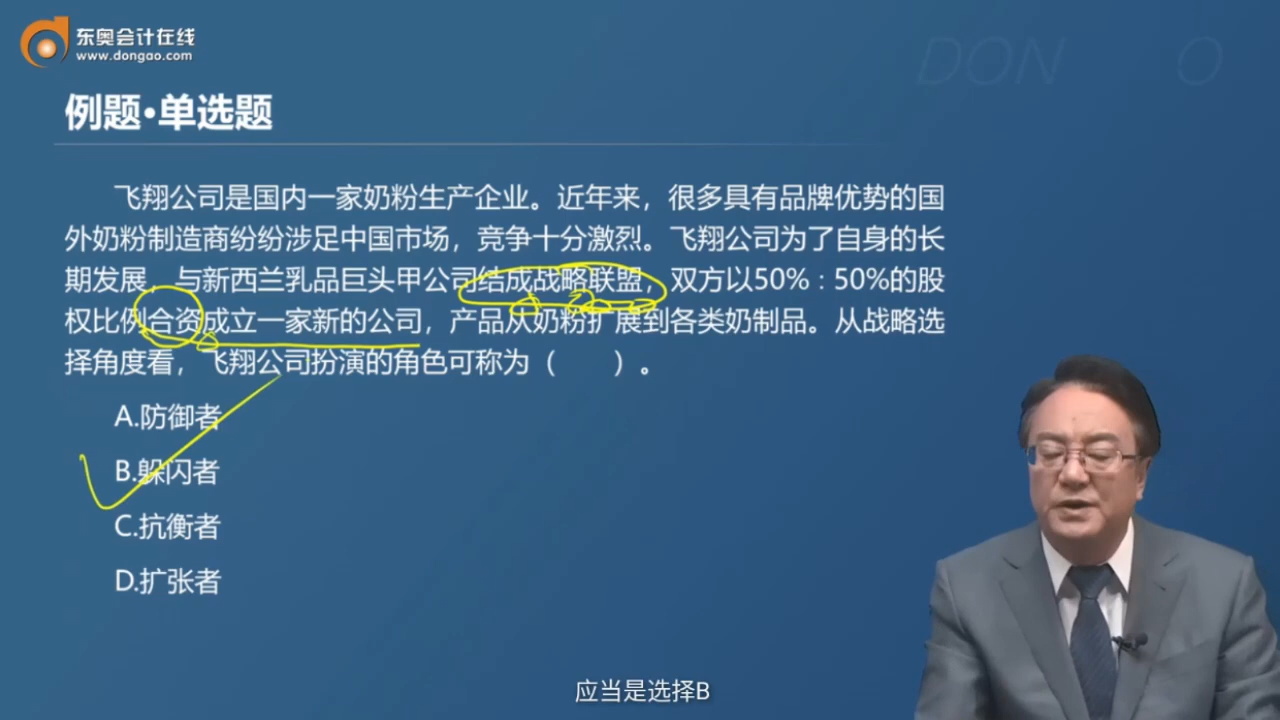 东奥会计在线
www.dongao.com
DON O
例题•单选题
飞翔公司是国内一家奶粉生产企业。近年来，很多具有品牌优势的国
外奶粉制造商纷纷涉足中国市场，竞争十分激烈。飞翔公司为了自身的长
期发展，与新西兰乳品巨头甲公司结成战略联盟，双方以50%：50%的股
权比例合资成立一家新的公司，产品从奶粉扩展到各类奶制品。从战略选
择角度看，飞翔公司扮演的角色可称为（　　）。
A.防御者
B.躲闪者
C.抗衡者
D.扩张者
应当是选择B